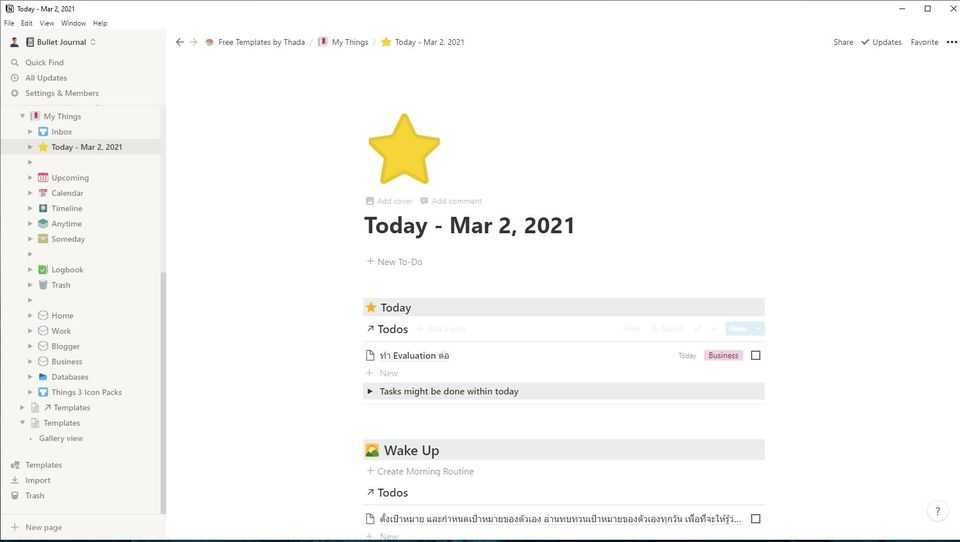 Today - Mar 2, 2021
File Edit View Window Help
Bullet Journal
Free Templates by Thada / My Things / Today - Mar 2, 2021
Share Updates Favorite
Quick Find
All Updates
Settings & Members
My Things
Inbox
Today - Mar 2, 2021
Upcoming
Calendar
Timeline
Anytime
Someday
Logbook
Trash
Home
Work
Blogger
Business
Databases
Things 3 Icon Packs
Templates
Templates
Gallery view
Templates
Import
Trash
New page
Add cover Add comment
Today - Mar 2, 2021
New To-Do
Today
Todos
ทำ Evaluation ต่อ Today Business
New
Tasks might be done within today
Wake Up
Create Morning Routine
Todos
ตั้งเป้าหมาย และกำหนดเป้าหมายของตัวเอง อ่านทบทวนเป้าหมายของตัวเองทุกวัน เพื่อที่จะให้รู้ว่...
New
?